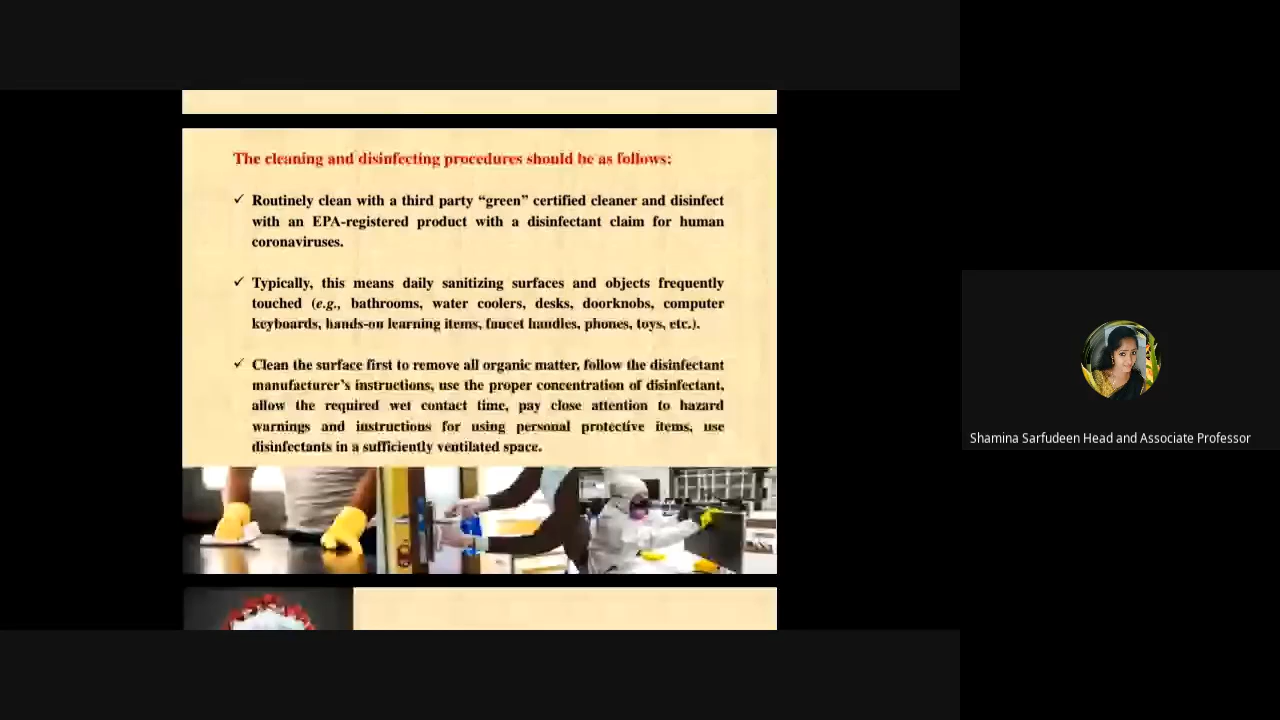 The cleaning and disinfecting procedures should be as follows:
✓ Routinely clean with a third party “green” certified cleaner and disinfect
with an EPA-registered product with a disinfectant claim for human
coronaviruses.
✓ Typically, this means daily sanitizing surfaces and objects frequently
touched (e.g., bathrooms, water coolers, desks, doorknobs, computer
keyboards, hands-on learning items, faucet handles, phones, toys, etc.).
✓ Clean the surface first to remove all organic matter, follow the disinfectant
manufacturer’s instructions, use the proper concentration of disinfectant,
allow the required wet contact time, pay close attention to hazard
warnings and instructions for using personal protective items, use
disinfectants in a sufficiently ventilated space.
Shamina Sarfudeen Head and Associate Professor